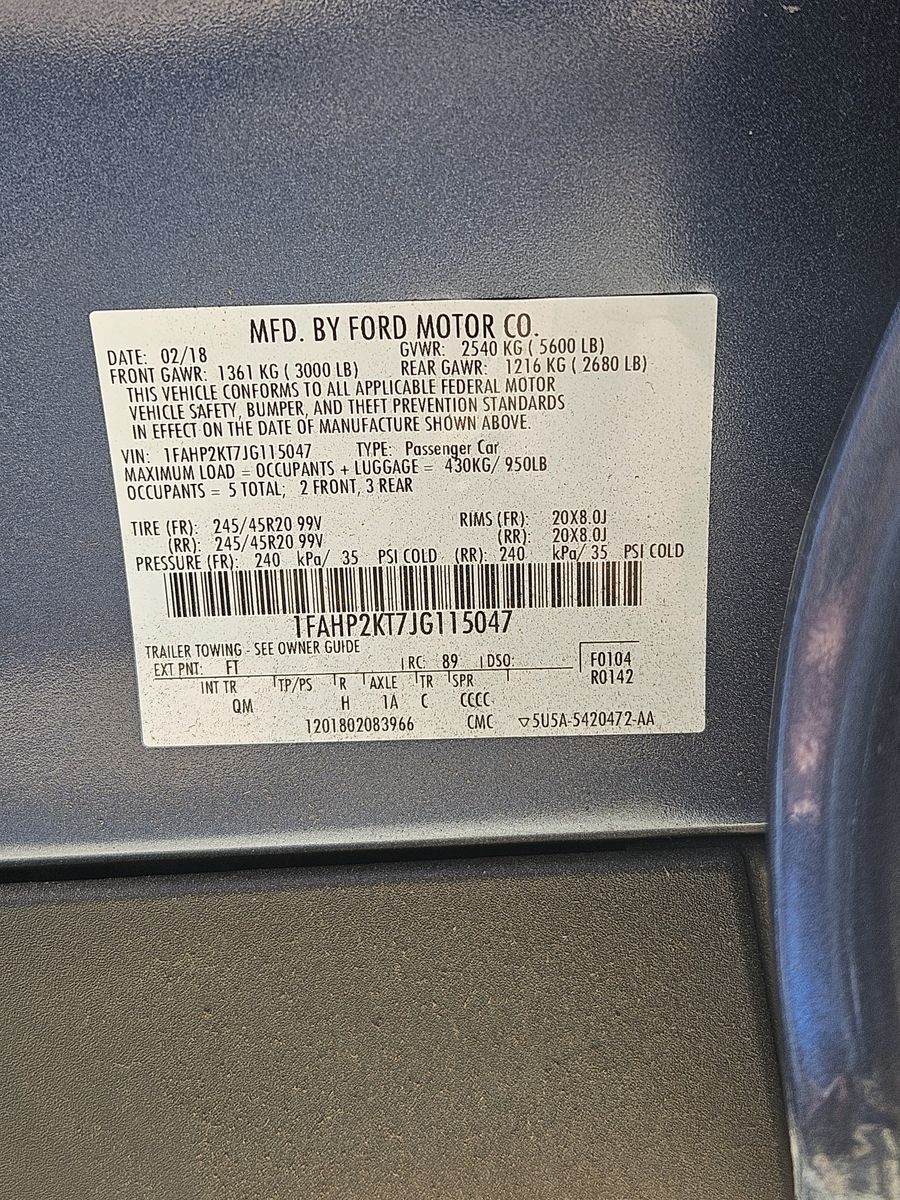 MFD. BY FORD MOTOR CO.
DATE: 02/18 GVWR: 2540 KG ( 5600 LB)
FRONT GAWR: 1361 KG ( 3000 LB) REAR GAWR: 1216 KG ( 2680 LB)
THIS VEHICLE CONFORMS TO ALL APPLICABLE FEDERAL MOTOR
VEHICLE SAFETY, BUMPER, AND THEFT PREVENTION STANDARDS
IN EFFECT ON THE DATE OF MANUFACTURE SHOWN ABOVE.
VIN: 1FAHP2KT7JG115047 TYPE: Passenger Car
MAXIMUM LOAD = OCCUPANTS + LUGGAGE = 430KG/ 950LB
OCCUPANTS = 5 TOTAL; 2 FRONT, 3 REAR
TIRE (FR): 245/45R20 99V RIMS (FR): 20X8.0J
(RR): 245/45R20 99V (RR): 20X8.0J
PRESSURE (FR): 240 kPa/ 35 PSI COLD (RR): 240 kPa/ 35 PSI COLD
1FAHP2KT7JG115047
TRAILER TOWING - SEE OWNER GUIDE
EXT PNT: FT RC: 89 DSO: F0104
R0142
INT TR TP/PS R AXLE TR SPR
QM H 1A C CCCC
1201802083966 CMC ▽5U5A-5420472-AA